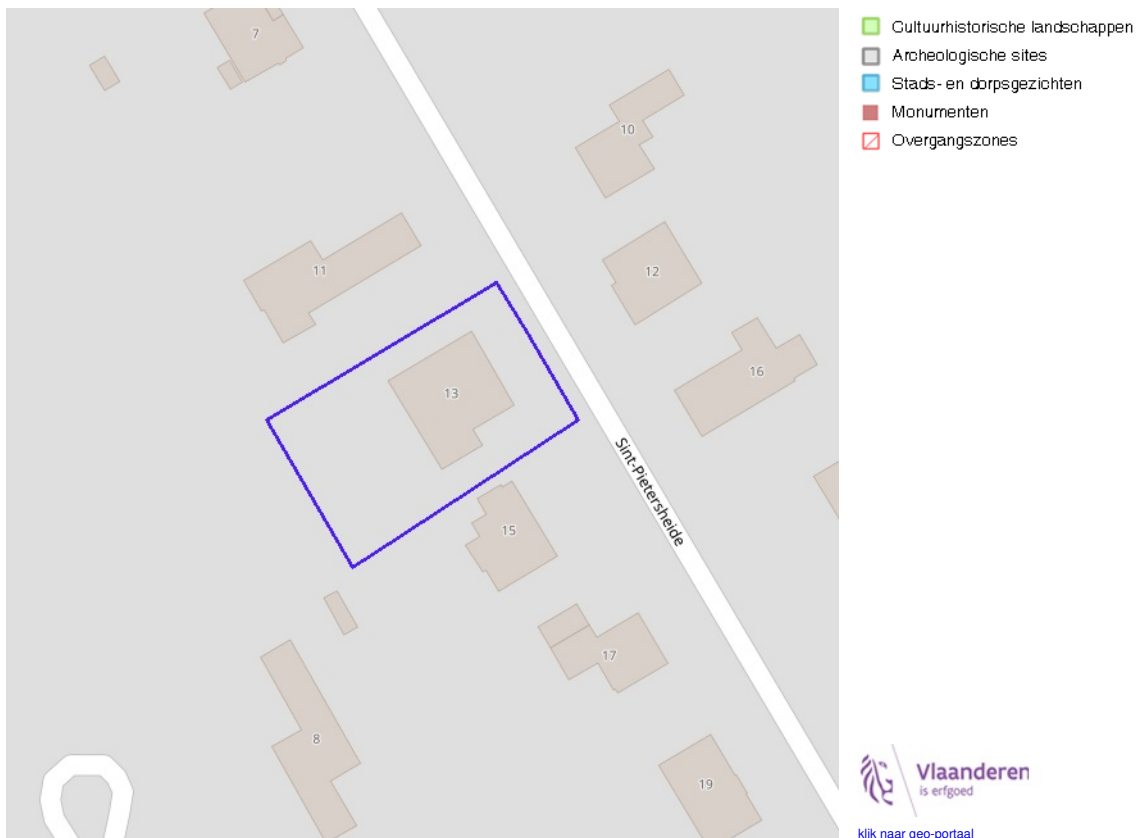 7
10
11
12
13
16
15
17
8
19
Sint-Pietersheide
Cultuurhistorische landschappen
Archeologische sites
Stads- en dorpsgezichten
Monumenten
Overgangszones
Vlaanderen
is erfgoed
klik naar geo-portaal